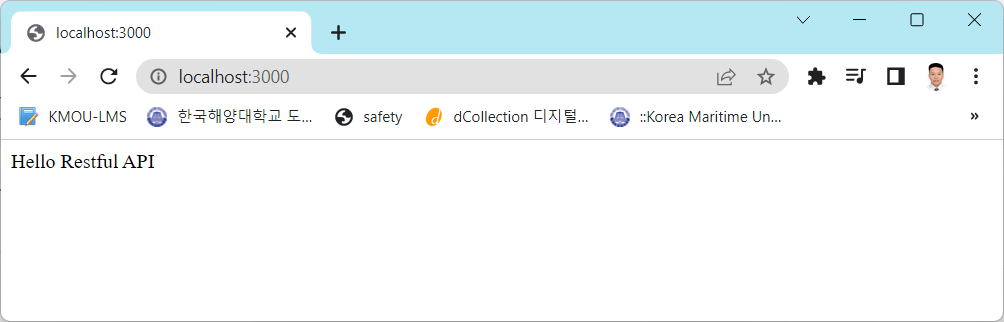 localhost:3000
localhost:3000
KMOU-LMS 한국해양대학교 도... safety dCollection 디지털... ::Korea Maritime Un... »
Hello Restful API